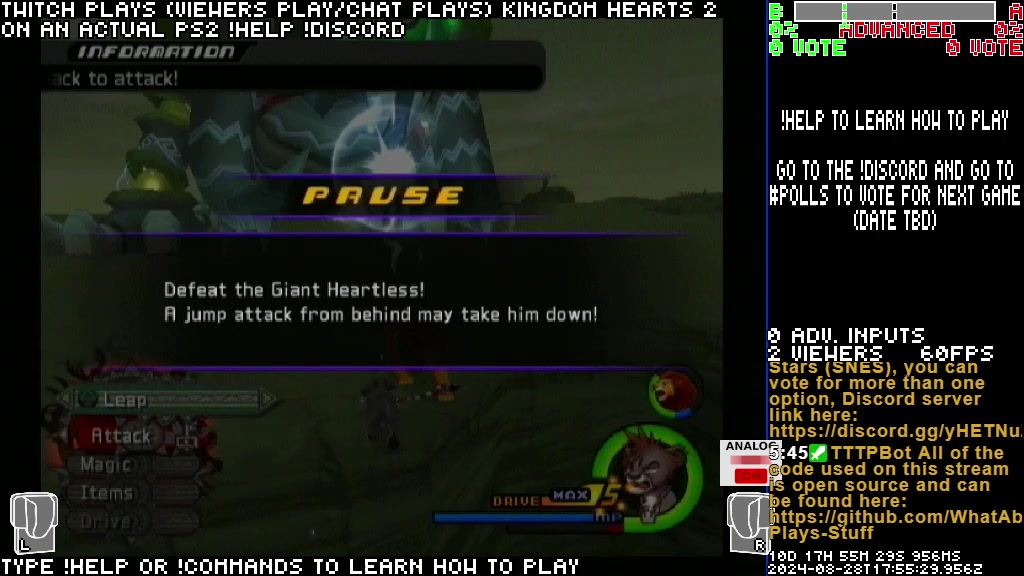 TWITCH PLAYS (VIEWERS PLAY/CHAT PLAYS) KINGDOM HEARTS 2
ON AN ACTUAL PS2 !HELP !DISCORD
INFORMATION
ack to attack!
PAUSE
Defeat the Giant Heartless!
A jump attack from behind may take him down!
Leap
Attack
Magic
Items
Drive
DRIVE MAX 5
MP
L
ANALOG
R
TYPE !HELP OR !COMMANDS TO LEARN HOW TO PLAY
B A
0% ADVANCED 0%
0 VOTE 0 VOTE
!HELP TO LEARN HOW TO PLAY
GO TO THE !DISCORD AND GO TO
#POLLS TO VOTE FOR NEXT GAME
(DATE TBD)
0 ADV. INPUTS
2 VIEWERS 60FPS
Stars (SNES), you can
vote for more than one
option, Discord server
link here:
https://discord.gg/yHETNu
5:45 TTTPBot All of the
code used on this stream
is open source and can
be found here:
https://github.com/WhatAb
Plays-Stuff
10D 17H 55M 29S 956MS
2024-08-28T17:55:29.956Z